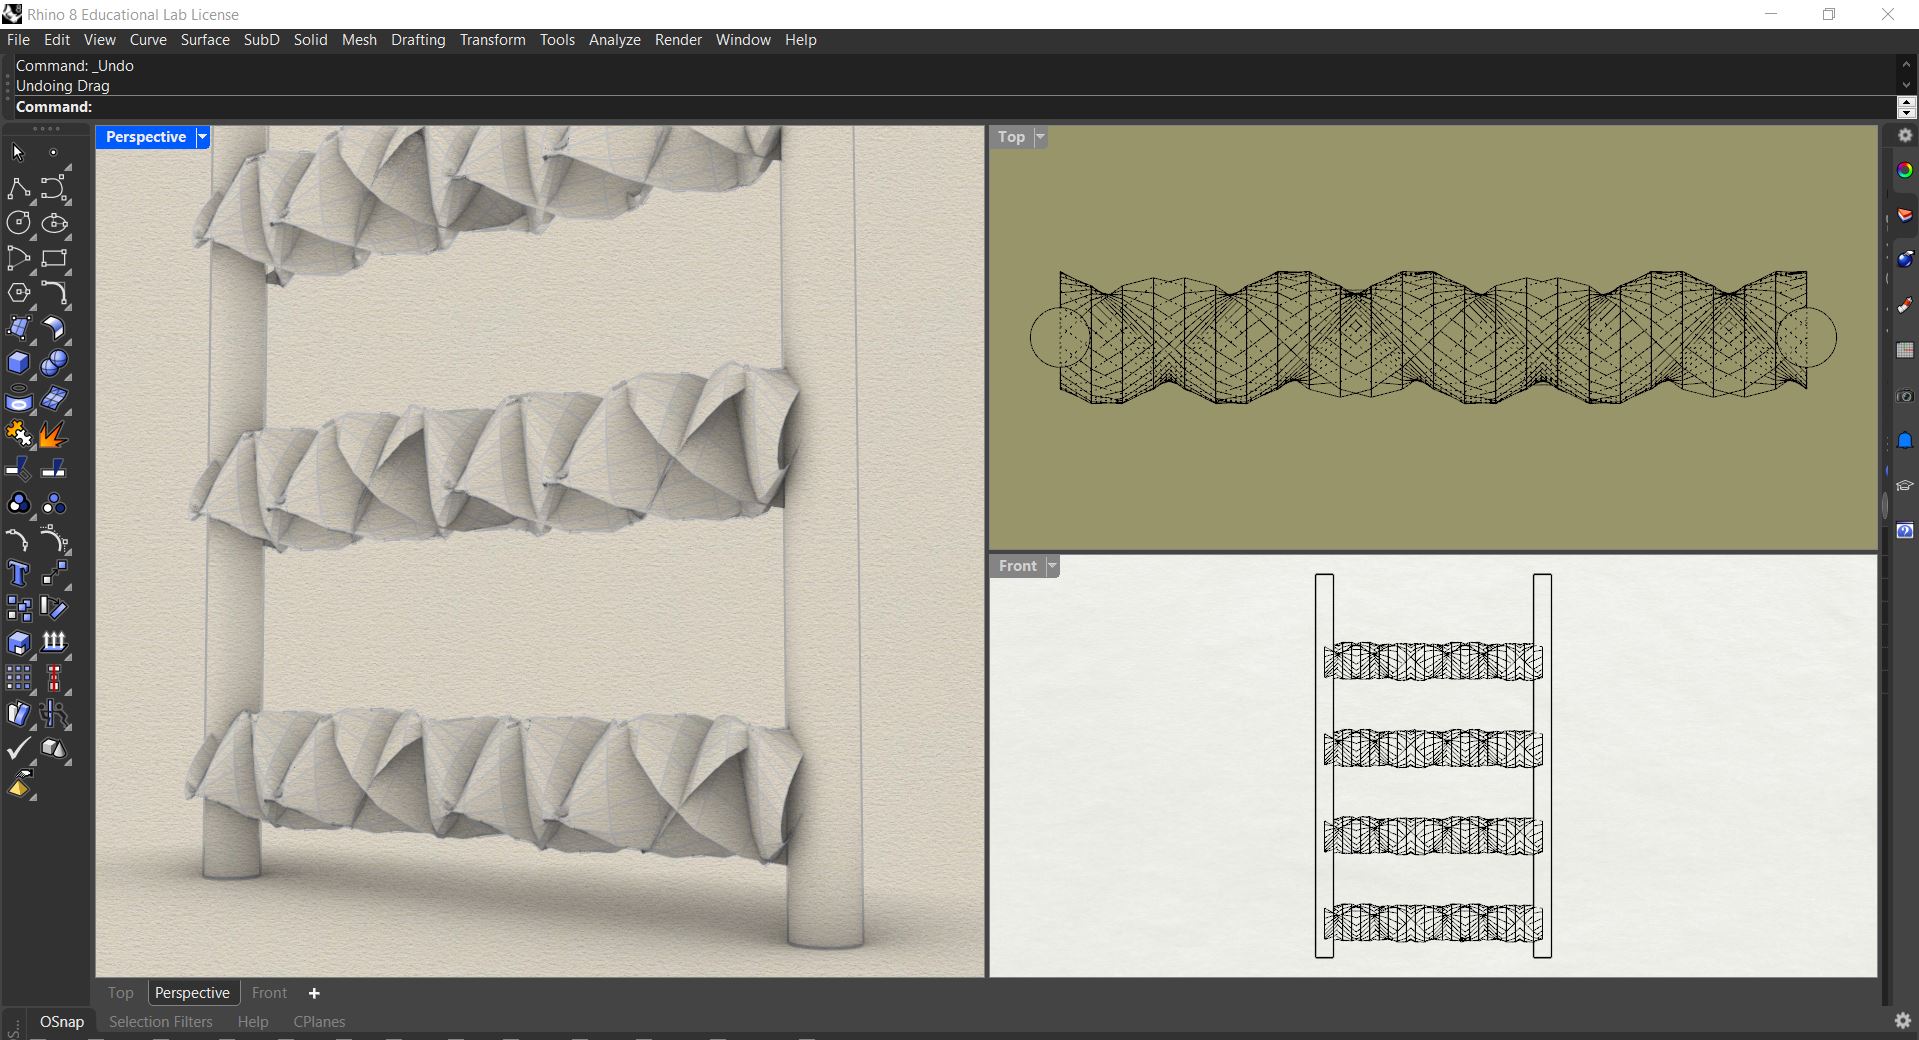 Rhino 8 Educational Lab License
File Edit View Curve Surface SubD Solid Mesh Drafting Transform Tools Analyze Render Window Help
Command: _Undo
Undoing Drag
Command:
Perspective
Top
Front
Top Perspective Front +
OSnap Selection Filters Help CPlanes
S...